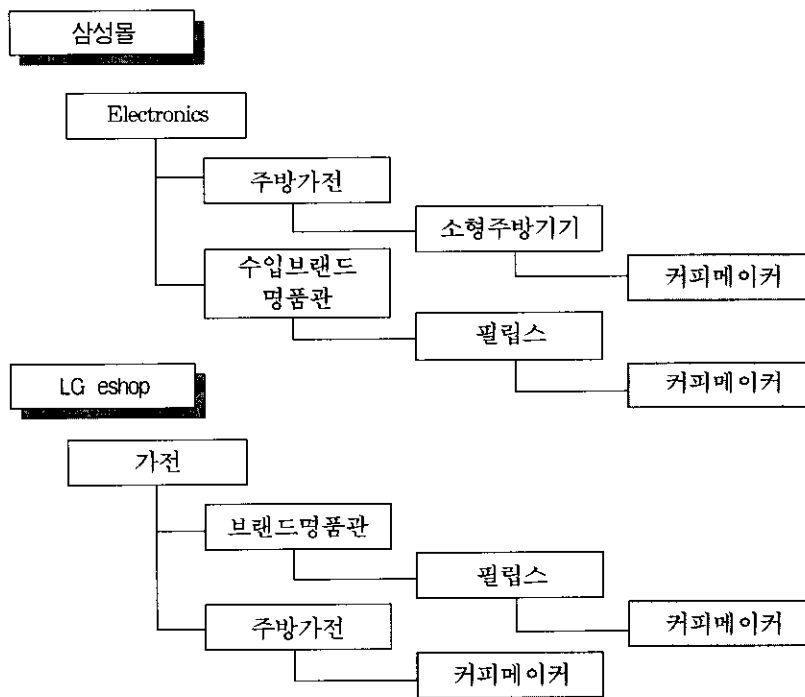 삼성몰
Electronics
주방가전
소형주방기기
커피메이커
수입브랜드
명품관
필립스
커피메이커
LG eshop
가전
브랜드명품관
필립스
커피메이커
주방가전
커피메이커